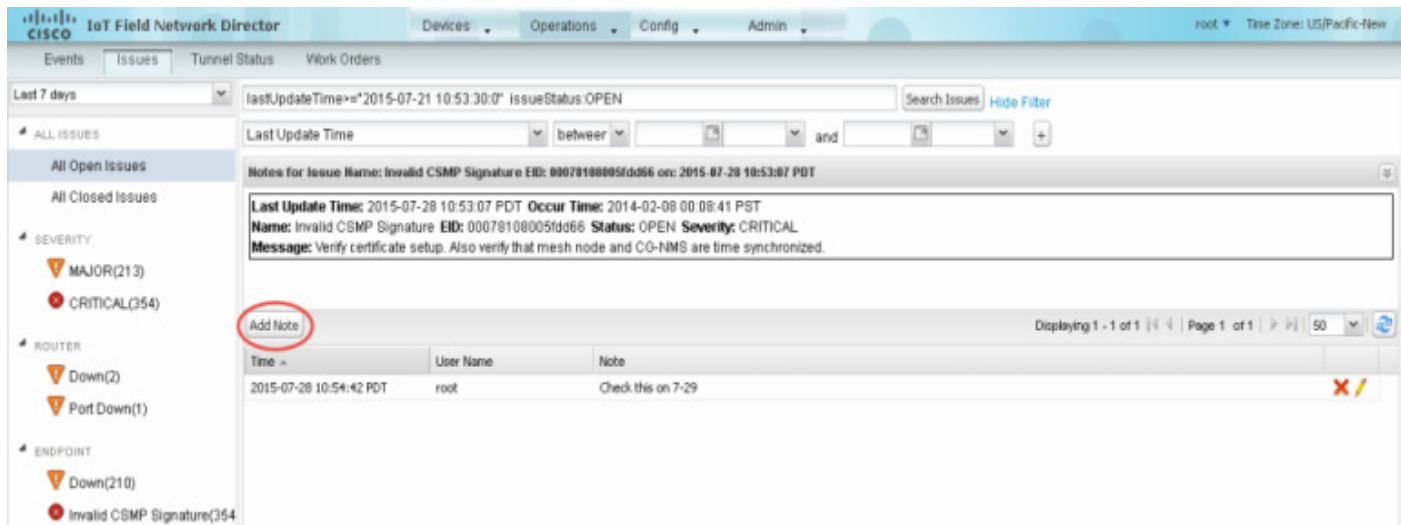 CISCO IoT Field Network Director Devices Operations Config Admin root Time Zone: US/Pacific-New
Events Issues Tunnel Status Work Orders
Last 7 days
lastUpdateTime>="2015-07-21 10:53:30:0" issueStatus:OPEN Search Issues Hide Filter
ALL ISSUES
Last Update Time betweer and +
All Open Issues
Notes for Issue Name: Invalid CSMP Signature EID: 00078108005fdd66 on: 2015-07-28 10:53:07 PDT
All Closed Issues
Last Update Time: 2015-07-28 10:53:07 PDT Occur Time: 2014-02-08 00:08:41 PST
Name: Invalid CSMP Signature EID: 00078108005fdd66 Status: OPEN Severity: CRITICAL
Message: Verify certificate setup. Also verify that mesh node and CG-NMS are time synchronized.
SEVERITY
MAJOR(213)
CRITICAL(354)
Add Note Displaying 1 - 1 of 1 Page 1 of 1 50
ROUTER
Time User Name Note
Down(2)
2015-07-28 10:54:42 PDT root Check this on 7-29
Port Down(1)
ENDPOINT
Down(210)
Invalid CSMP Signature(354